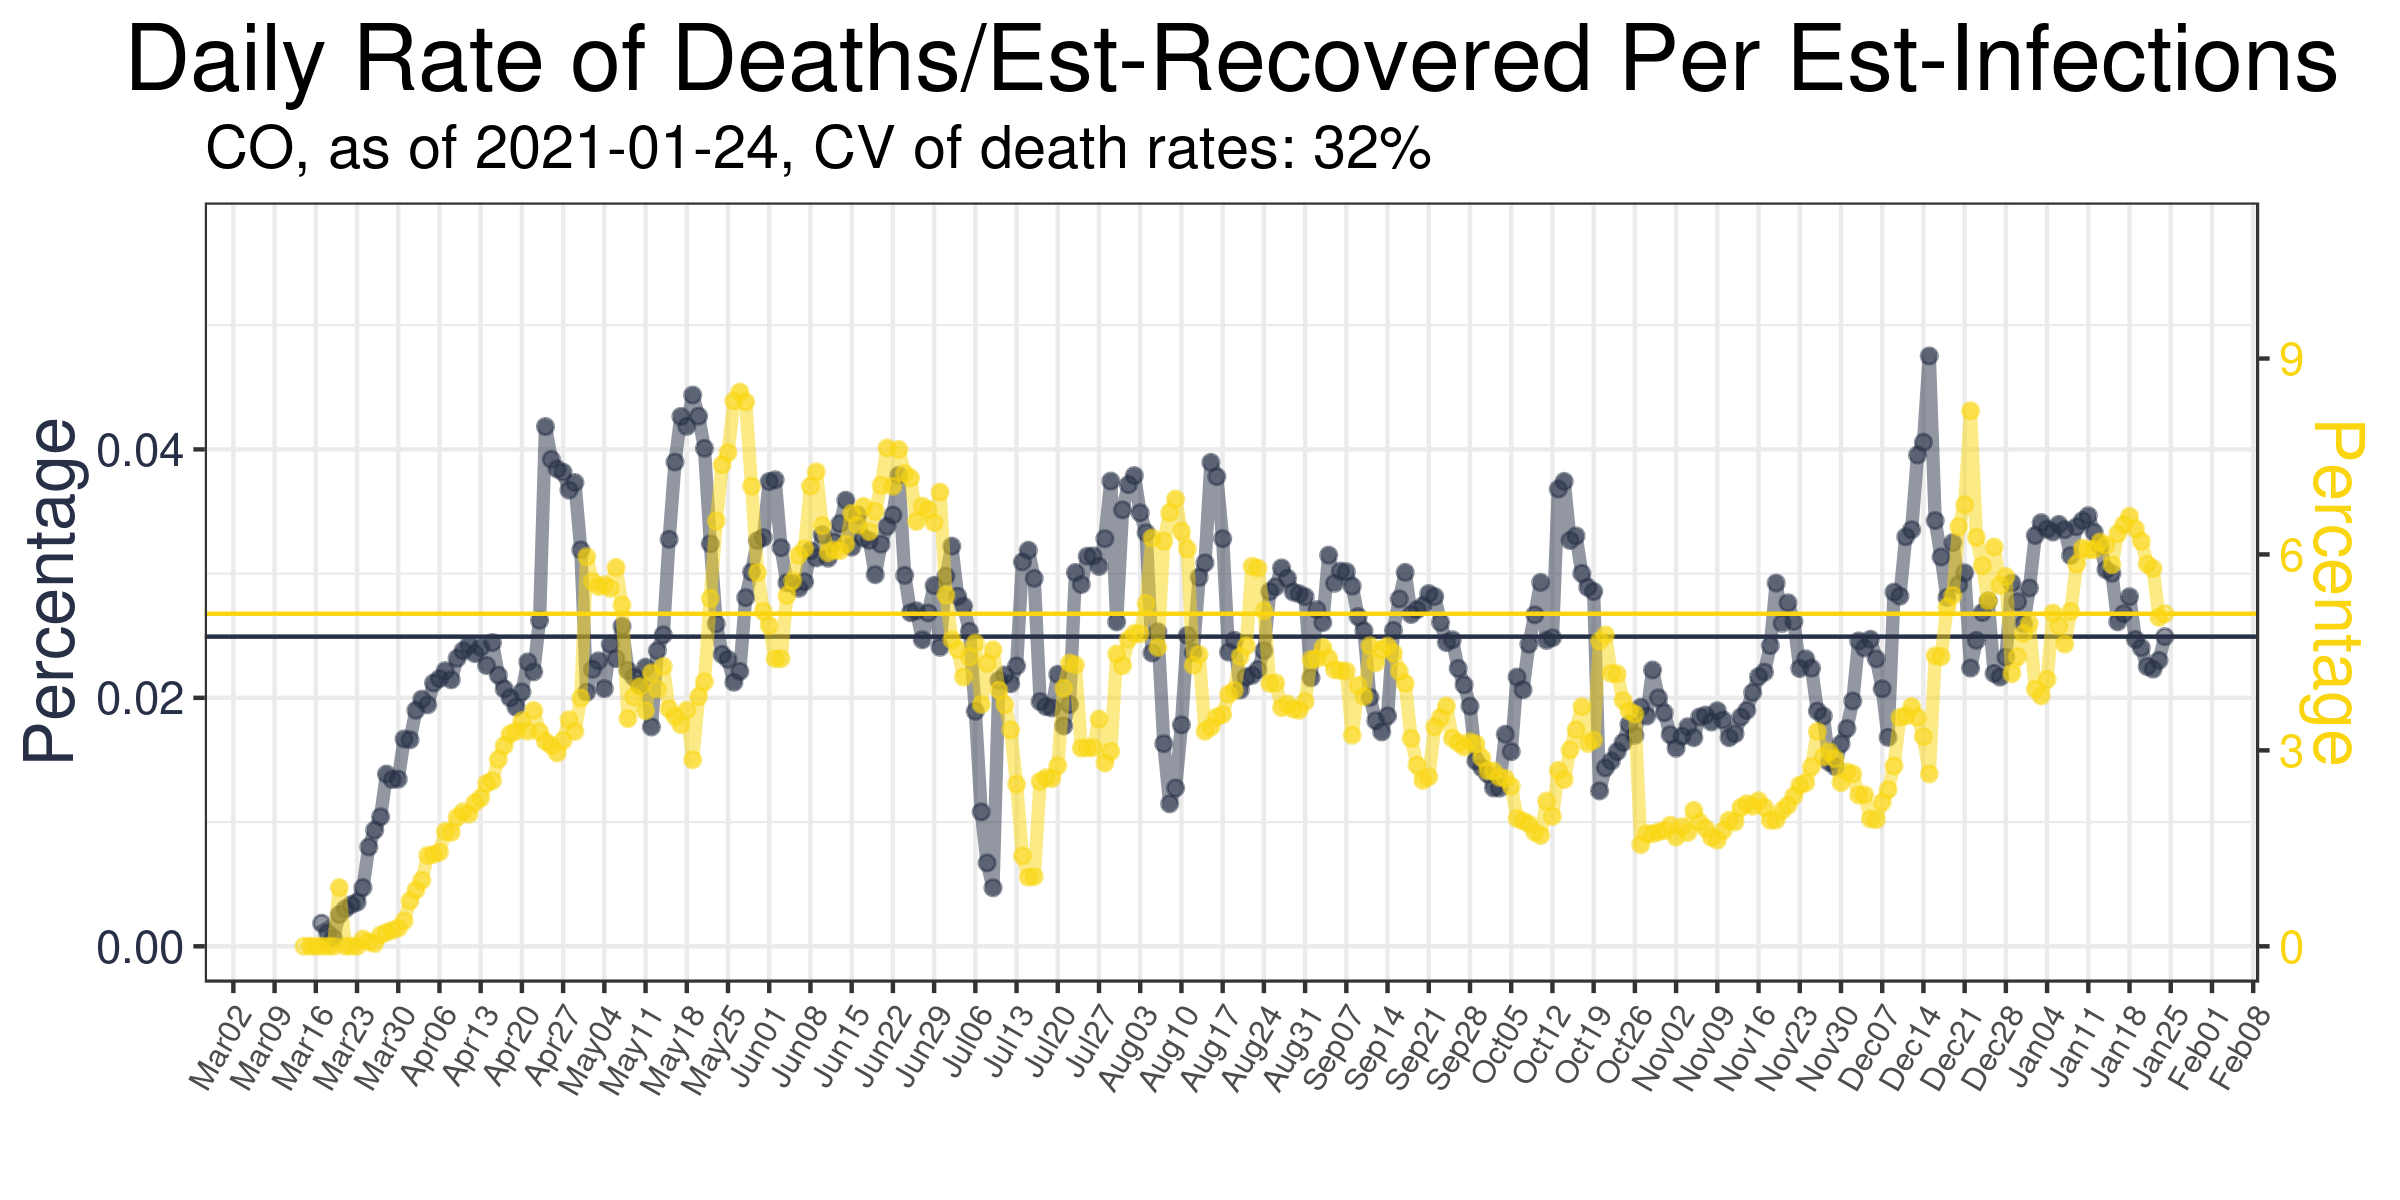 Daily Rate of Deaths/Est-Recovered Per Est-Infections
CO, as of 2021-01-24, CV of death rates: 32%
Percentage
0.04
0.02
0.00
9
6
3
0
Percentage
Mar02
Mar09
Mar16
Mar23
Mar30
Apr06
Apr13
Apr20
Apr27
May04
May11
May18
May25
Jun01
Jun08
Jun15
Jun22
Jun29
Jul06
Jul13
Jul20
Jul27
Aug03
Aug10
Aug17
Aug24
Aug31
Sep07
Sep14
Sep21
Sep28
Oct05
Oct12
Oct19
Oct26
Nov02
Nov09
Nov16
Nov23
Nov30
Dec07
Dec14
Dec21
Dec28
Jan04
Jan11
Jan18
Jan25
Feb01
Feb08